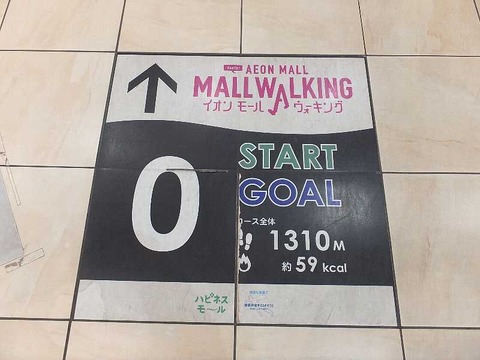 AEON MALL
MALLWALKING
イオン モール ウォーキング
0
START
GOAL
コース全体
1310M
約 59 kcal
ハピネス
モール